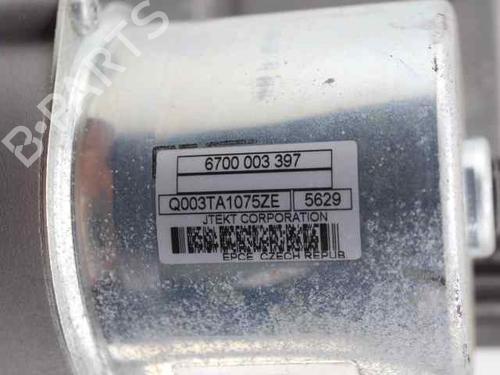 B-PARTS
6700 003 397
Q003TA1075ZE 5629
JTEKT CORPORATION
EPCE, CZECH REPUB